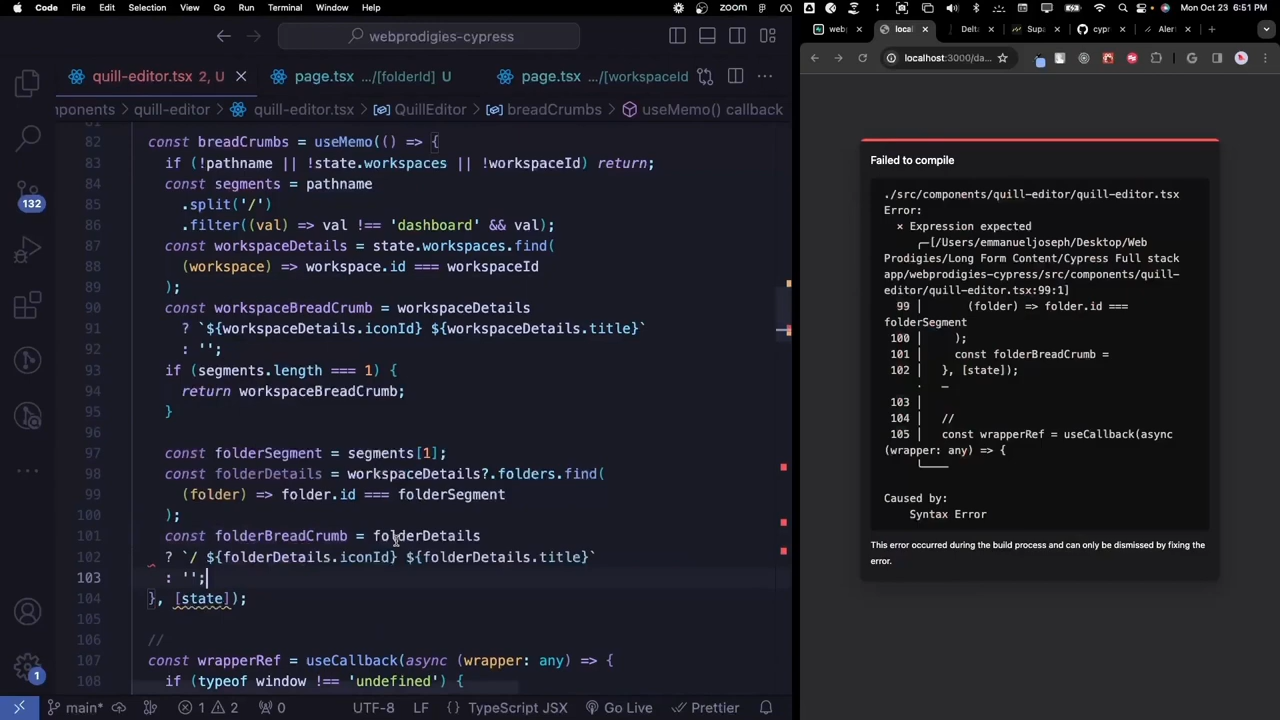 Code File Edit Selection View Go Run Terminal Window Help zoom Mon Oct 23 6:51 PM
webprodigies-cypress
webp local Delta Supa cypr Alert
quill-editor.tsx 2, U page.tsx .../[folderId] U page.tsx .../[workspaceId
localhost:3000/da...
mponents > quill-editor > quill-editor.tsx > QuillEditor > breadCrumbs > useMemo() callback
81
82 const breadCrumbs = useMemo(() => {
83 if (!pathname || !state.workspaces || !workspaceId) return;
84 const segments = pathname
85 .split('/')
86 .filter((val) => val !== 'dashboard' && val);
87 const workspaceDetails = state.workspaces.find(
88 (workspace) => workspace.id === workspaceId
89 );
90 const workspaceBreadCrumb = workspaceDetails
91 ? `${workspaceDetails.iconId} ${workspaceDetails.title}`
92 : '';
93 if (segments.length === 1) {
94 return workspaceBreadCrumb;
95 }
96
97 const folderSegment = segments[1];
98 const folderDetails = workspaceDetails?.folders.find(
99 (folder) => folder.id === folderSegment
100 );
101 const folderBreadCrumb = folderDetails
102 ? `/ ${folderDetails.iconId} ${folderDetails.title}`
103 : '';
104 }, [state]);
105
106 //
107 const wrapperRef = useCallback(async (wrapper: any) => {
108 if (typeof window !== 'undefined') {
132
1
main* 1 2 0 UTF-8 LF {} TypeScript JSX Go Live Prettier
Failed to compile
./src/components/quill-editor/quill-editor.tsx
Error:
× Expression expected
╭─[/Users/emmanueljoseph/Desktop/Web
Prodigies/Long Form Content/Cypress Full stack
app/webprodigies-cypress/src/components/quill-
editor/quill-editor.tsx:99:1]
99 │ (folder) => folder.id ===
folderSegment
100 │ );
101 │ const folderBreadCrumb =
102 │ }, [state]);
· ─
103 │
104 │ //
105 │ const wrapperRef = useCallback(async
(wrapper: any) => {
╰────
Caused by:
Syntax Error
This error occurred during the build process and can only be dismissed by fixing the
error.